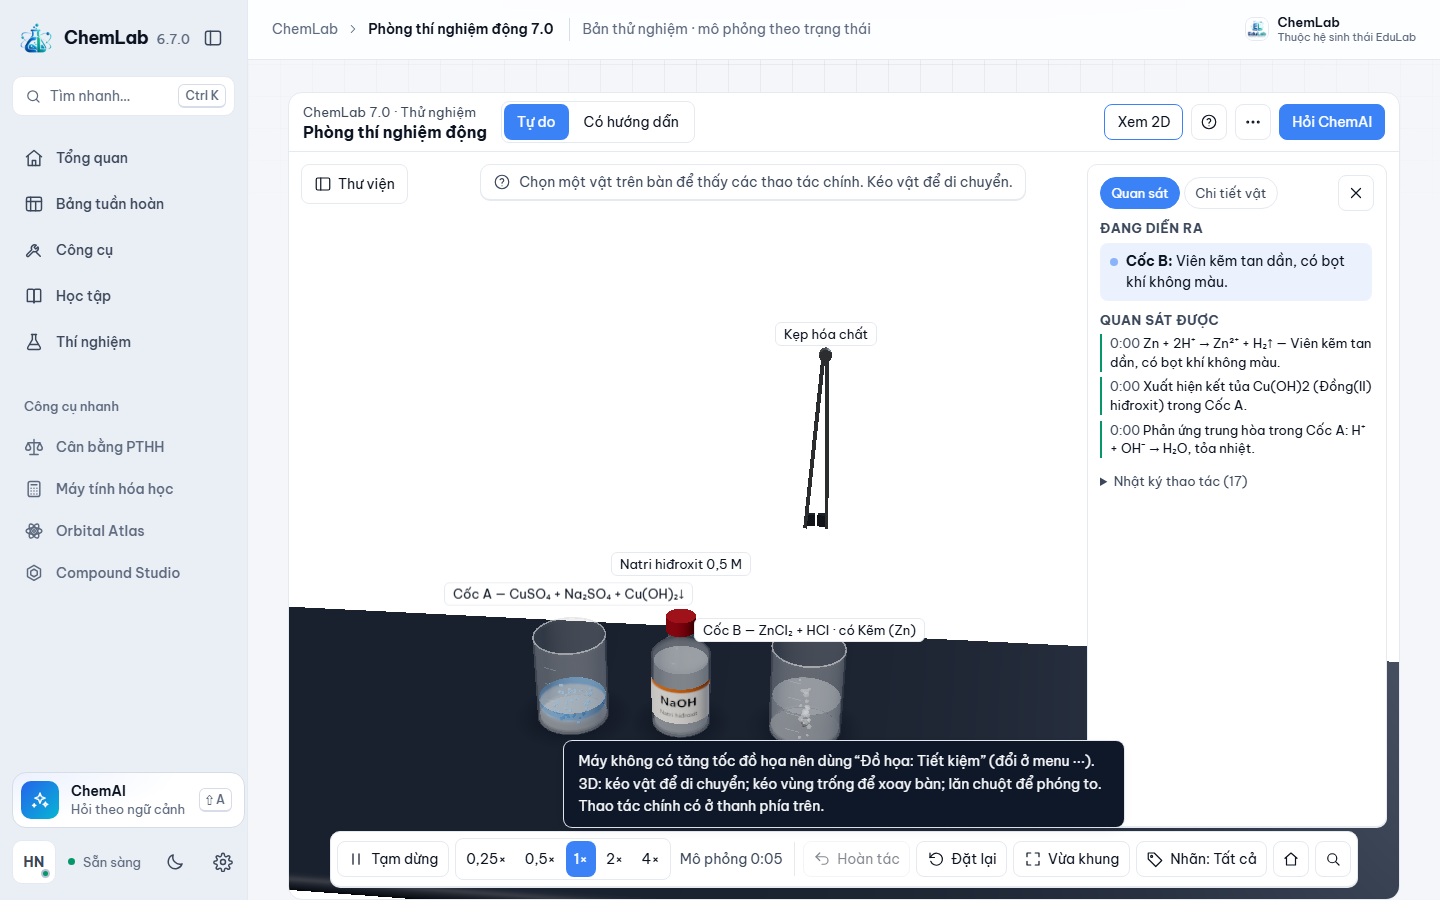 ChemLab 6.7.0
Tìm nhanh... Ctrl K
Tổng quan
Bảng tuần hoàn
Công cụ
Học tập
Thí nghiệm
Công cụ nhanh
Cân bằng PTHH
Máy tính hóa học
Orbital Atlas
Compound Studio
ChemAI
Hỏi theo ngữ cảnh
⇧ A
HN
Sẵn sàng
ChemLab > Phòng thí nghiệm động 7.0 Bản thử nghiệm · mô phỏng theo trạng thái
ChemLab
Thuộc hệ sinh thái EduLab
ChemLab 7.0 · Thử nghiệm
Phòng thí nghiệm động
Tự do Có hướng dẫn
Xem 2D
Hỏi ChemAI
Thư viện
Chọn một vật trên bàn để thấy các thao tác chính. Kéo vật để di chuyển.
Kẹp hóa chất
Natri hiđroxit 0,5 M
Cốc A — CuSO₄ + Na₂SO₄ + Cu(OH)₂↓
Cốc B — ZnCl₂ + HCl · có Kẽm (Zn)
NaOH
Quan sát Chi tiết vật
ĐANG DIỄN RA
Cốc B: Viên kẽm tan dần, có bọt
khí không màu.
QUAN SÁT ĐƯỢC
0:00 Zn + 2H⁺ → Zn²⁺ + H₂↑ — Viên kẽm tan
dần, có bọt khí không màu.
0:00 Xuất hiện kết tủa Cu(OH)2 (Đồng(II)
hiđroxit) trong Cốc A.
0:00 Phản ứng trung hòa trong Cốc A: H⁺
+ OH⁻ → H₂O, tỏa nhiệt.
Nhật ký thao tác (17)
Máy không có tăng tốc đồ họa nên dùng “Đồ họa: Tiết kiệm” (đổi ở menu ···).
3D: kéo vật để di chuyển; kéo vùng trống để xoay bàn; lăn chuột để phóng to.
Thao tác chính có ở thanh phía trên.
Tạm dừng 0,25× 0,5× 1× 2× 4× Mô phỏng 0:05 Hoàn tác Đặt lại Vừa khung Nhãn: Tất cả